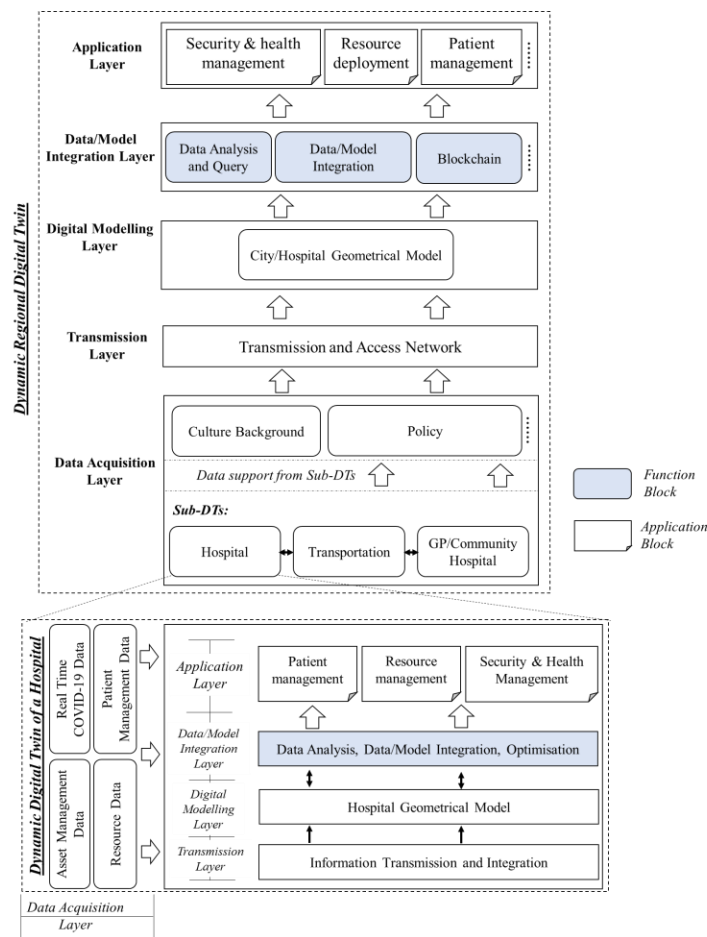 Dynamic Regional Digital Twin
Application
Layer
Security & health
management
Resource
deployment
Patient
management
Data/Model
Integration Layer
Data Analysis
and Query
Data/Model
Integration
Blockchain
Digital Modelling
Layer
City/Hospital Geometrical Model
Transmission
Layer
Transmission and Access Network
Data Acquisition
Layer
Culture Background
Policy
Data support from Sub-DTs
Sub-DTs:
Hospital
Transportation
GP/Community
Hospital
Function
Block
Application
Block
Dynamic Digital Twin of a Hospital
Real Time
COVID-19 Data
Patient
Management Data
Asset Management
Data
Resource Data
Data Acquisition
Layer
Application
Layer
Patient
management
Resource
management
Security & Health
Management
Data/Model
Integration
Layer
Data Analysis, Data/Model Integration, Optimisation
Digital
Modelling
Layer
Hospital Geometrical Model
Transmission
Layer
Information Transmission and Integration